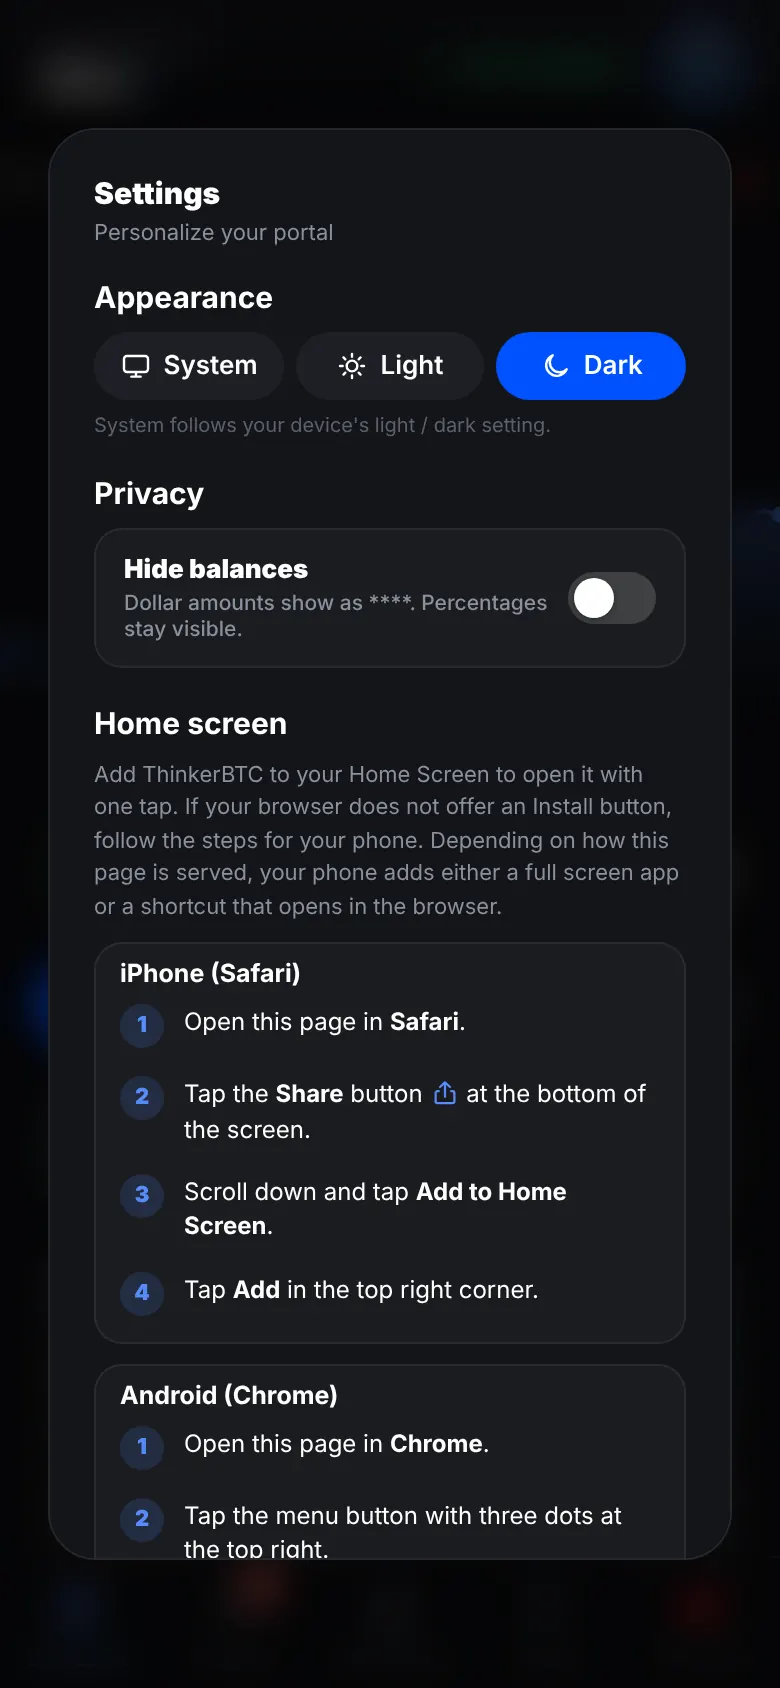 Settings
Personalize your portal
Appearance
System
Light
Dark
System follows your device's light / dark setting.
Privacy
Hide balances
Dollar amounts show as ****. Percentages
stay visible.
Home screen
Add ThinkerBTC to your Home Screen to open it with
one tap. If your browser does not offer an Install button,
follow the steps for your phone. Depending on how this
page is served, your phone adds either a full screen app
or a shortcut that opens in the browser.
iPhone (Safari)
1 Open this page in Safari.
2 Tap the Share button at the bottom of
the screen.
3 Scroll down and tap Add to Home
Screen.
4 Tap Add in the top right corner.
Android (Chrome)
1 Open this page in Chrome.
2 Tap the menu button with three dots at
the top right.